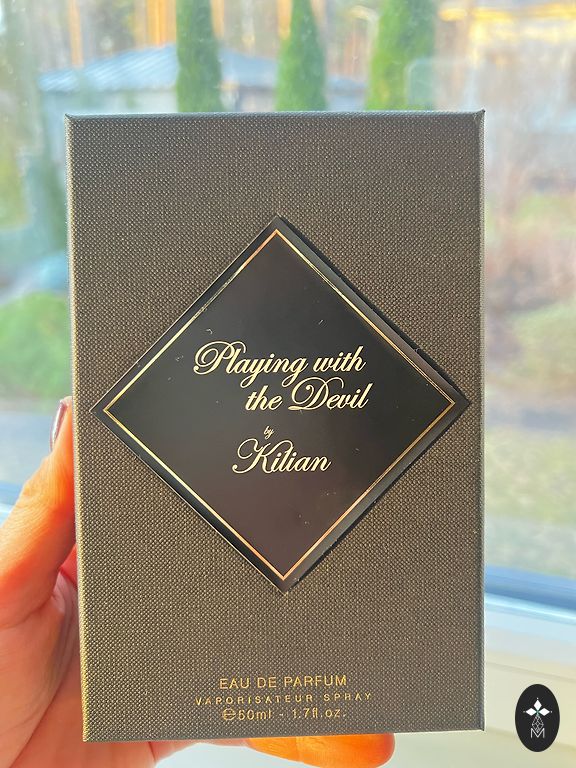 Playing with
the Devil
by
Kilian
EAU DE PARFUM
VAPORISATEUR SPRAY
℮50ml - 1.7fl.oz.
M